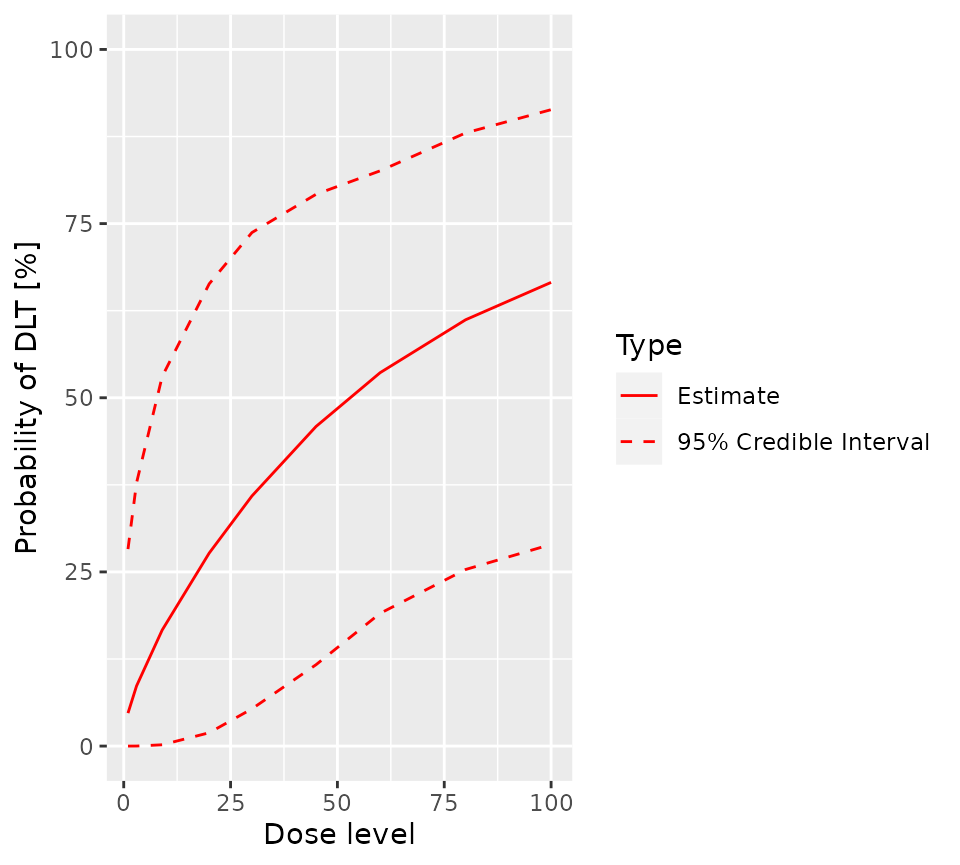 Probability of DLT [%]
100
75
50
25
0
0 25 50 75 100
Dose level
Type
Estimate
95% Credible Interval